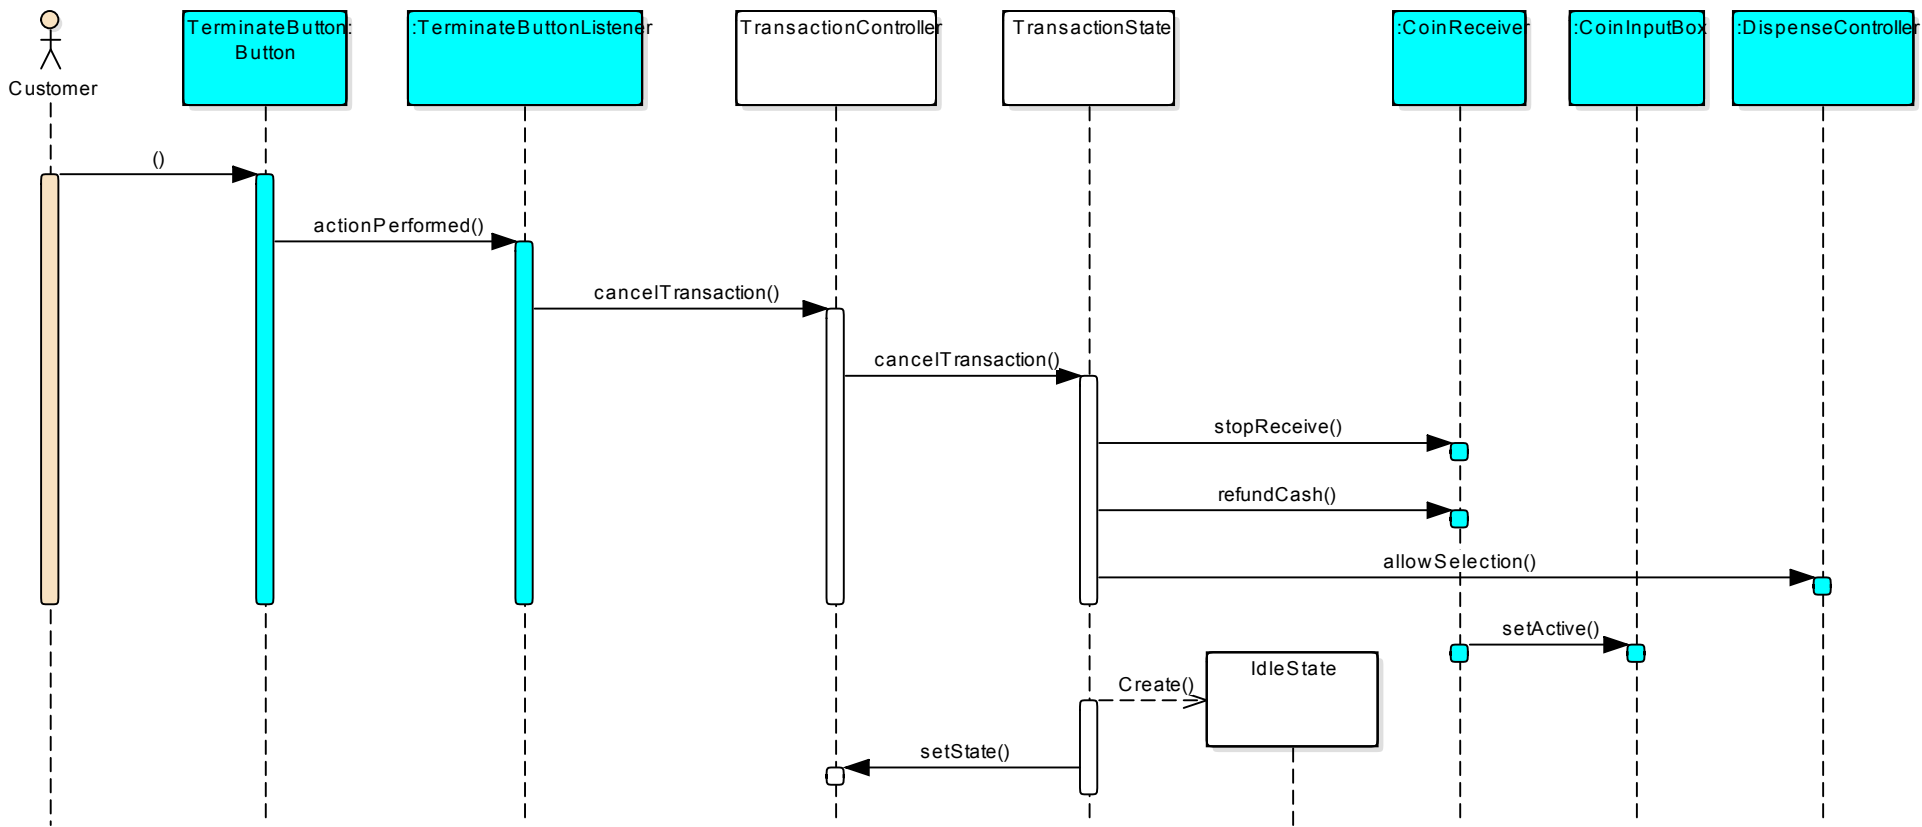 Customer
TerminateButton:
Button
:TerminateButtonListener
TransactionController
TransactionState
:CoinReceiver
:CoinInputBox
:DispenseController
()
actionPerformed()
cancelTransaction()
cancelTransaction()
stopReceive()
refundCash()
allowSelection()
setActive()
IdleState
Create()
setState()